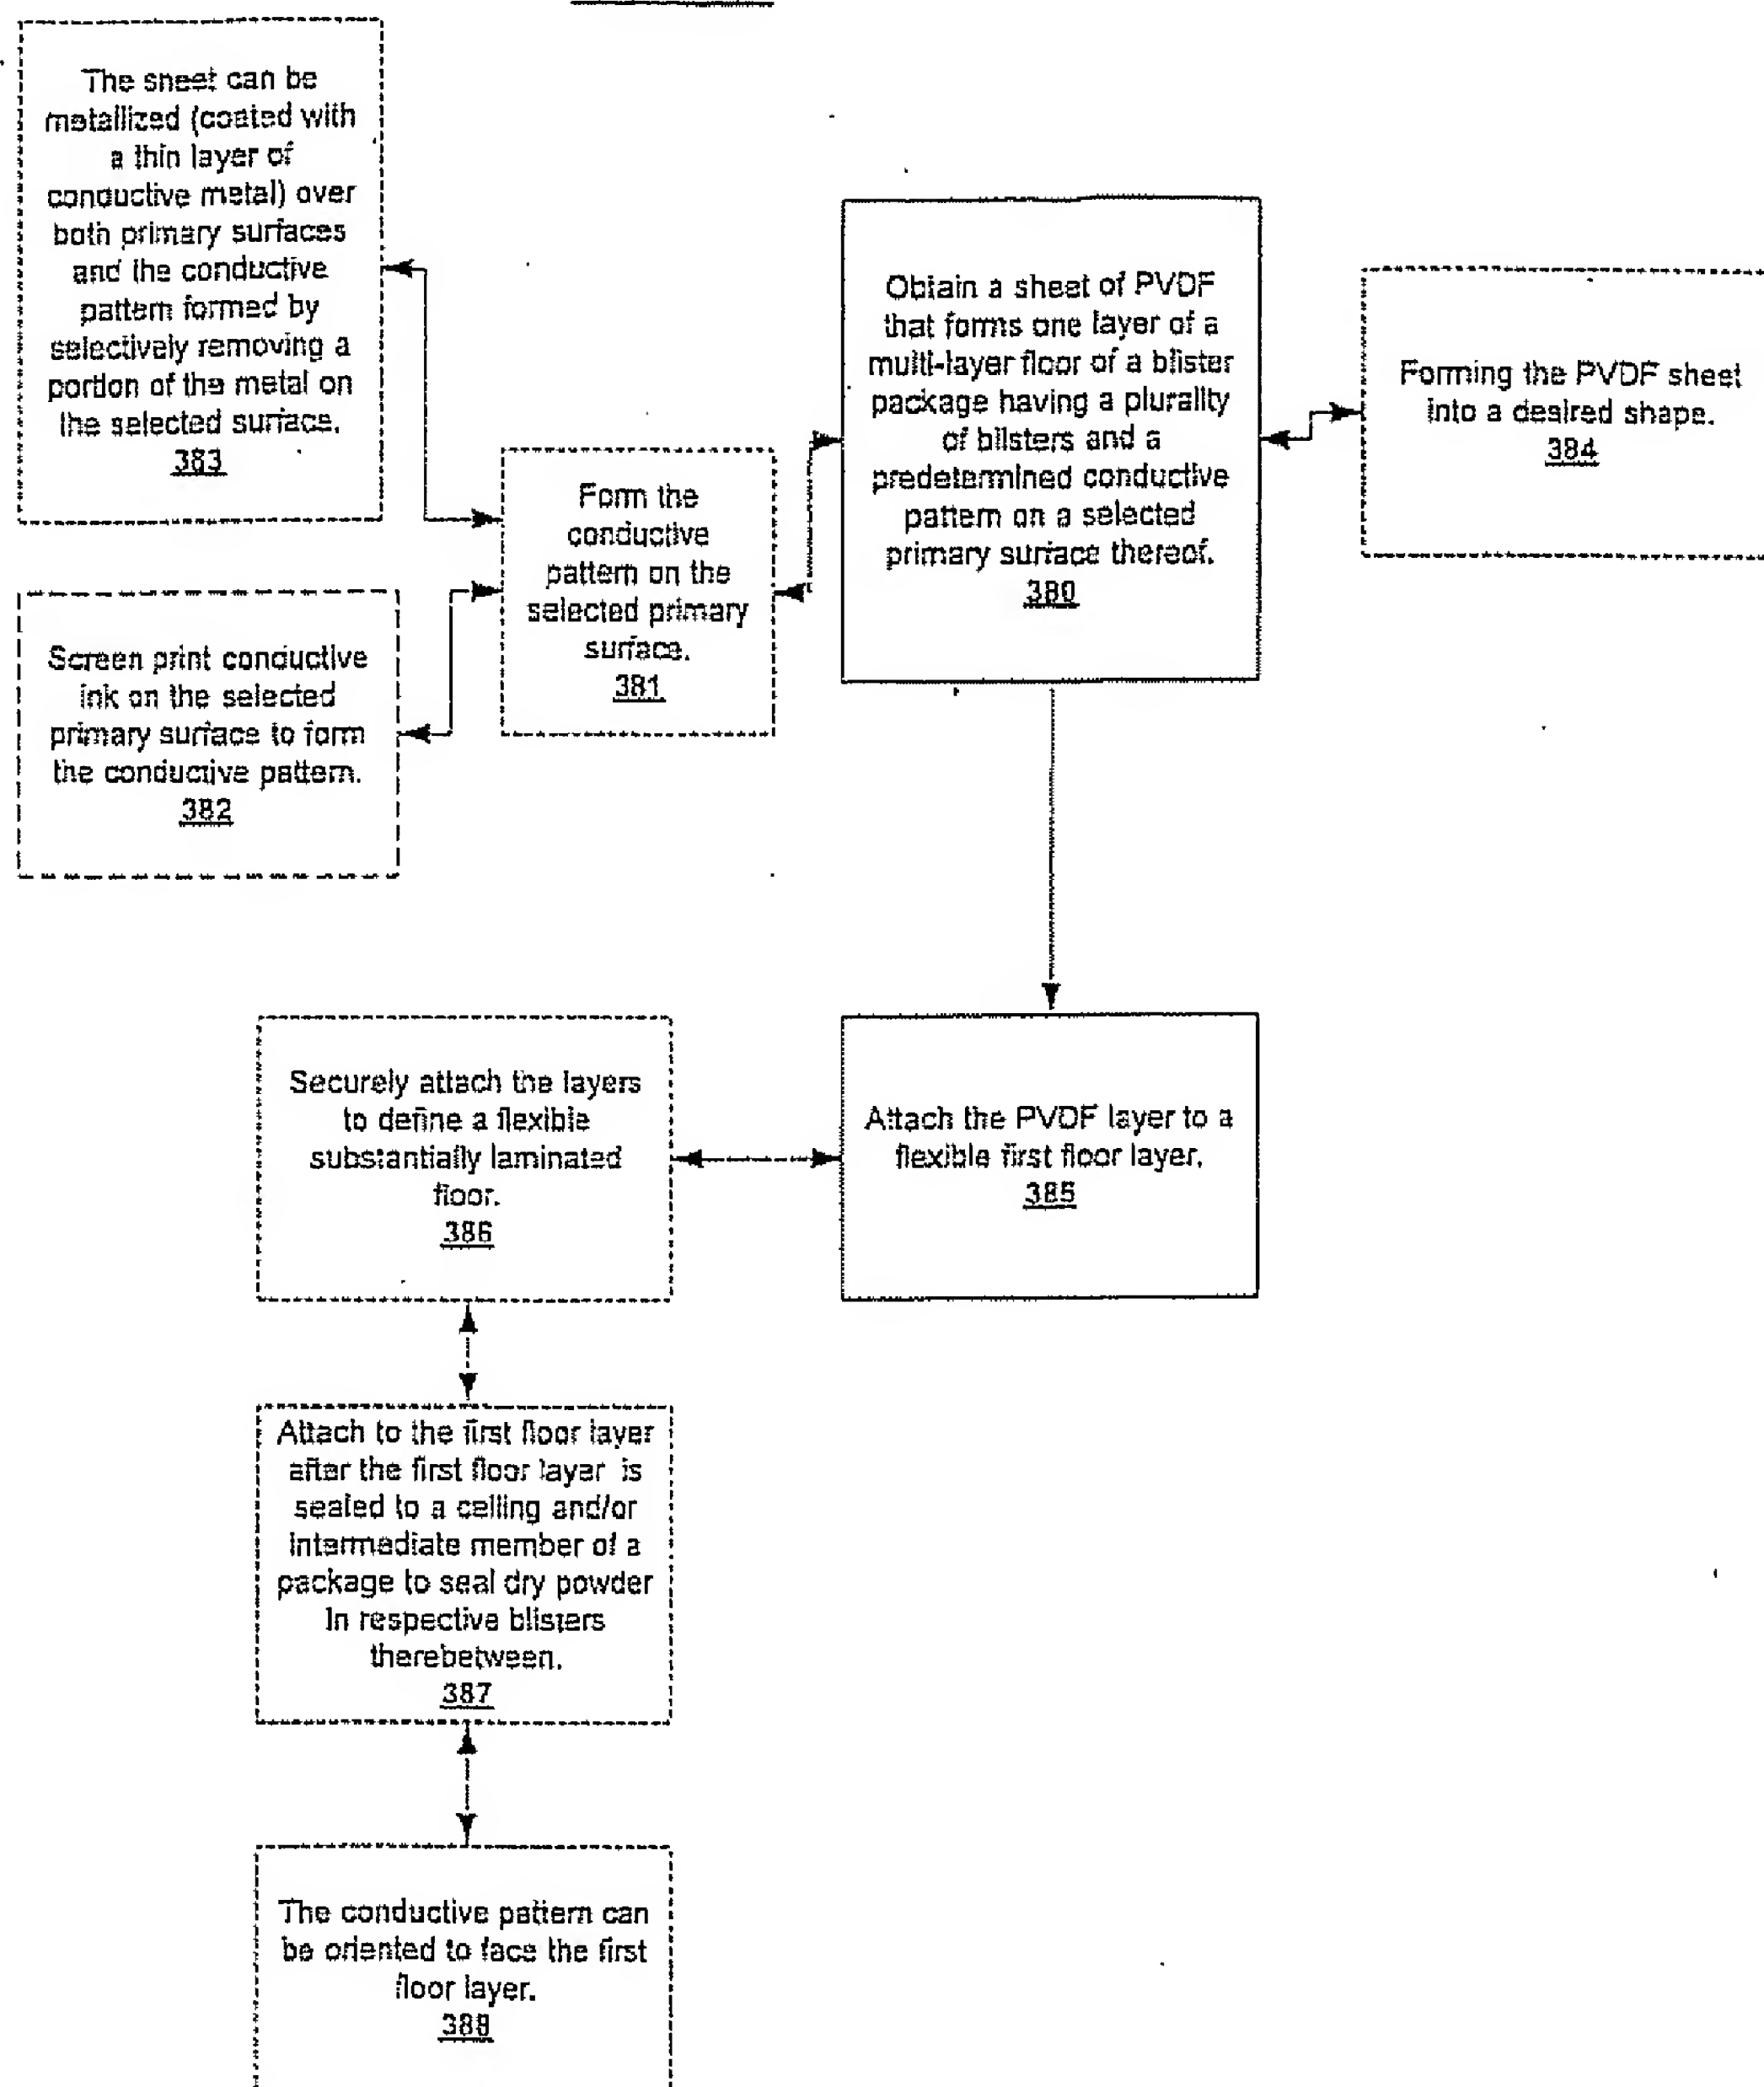 The sheet can be
metallized (coated with
a thin layer of
conductive metal) over
both primary surfaces
and the conductive
pattern formed by
selectively removing a
portion of the metal on
the selected surface.
383
Screen print conductive
ink on the selected
primary surface to form
the conductive pattern.
382
Form the
conductive
pattern on the
selected primary
surface.
381
Obtain a sheet of PVDF
that forms one layer of a
multi-layer floor of a blister
package having a plurality
of blisters and a
predetermined conductive
pattern on a selected
primary surface thereof.
380
Forming the PVDF sheet
into a desired shape.
384
Attach the PVDF layer to a
flexible first floor layer.
385
Securely attach the layers
to define a flexible
substantially laminated
floor.
386
Attach to the first floor layer
after the first floor layer is
sealed to a ceiling and/or
intermediate member of a
package to seal dry powder
in respective blisters
therebetween.
387
The conductive pattern can
be oriented to face the first
floor layer.
388